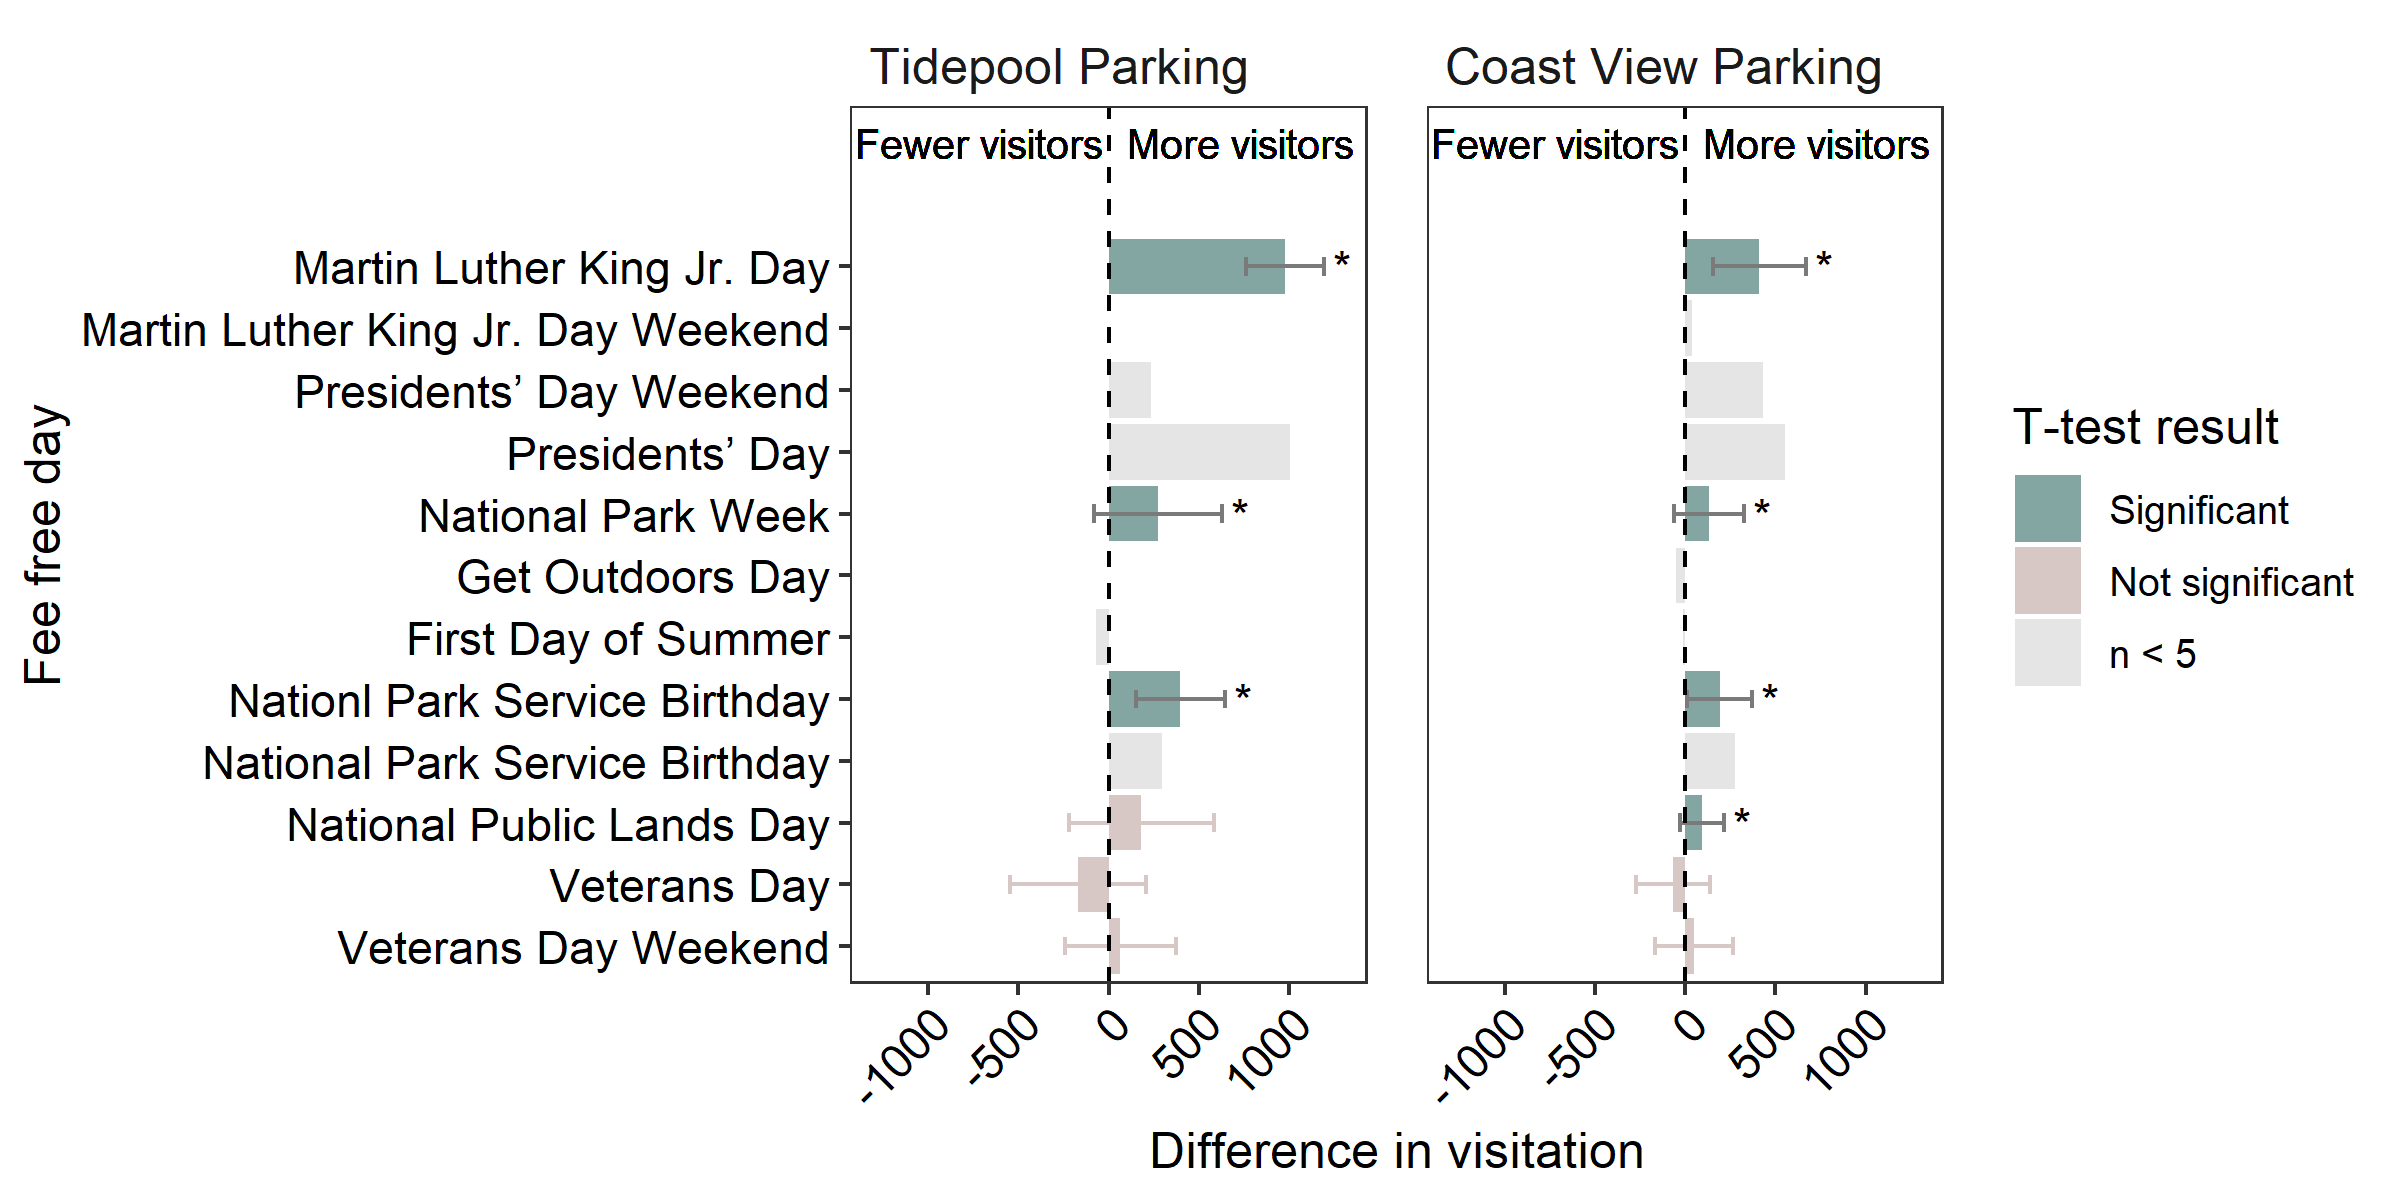 Tidepool Parking
Coast View Parking
Fewer visitors
More visitors
Fewer visitors
More visitors
Fee free day
Martin Luther King Jr. Day
*
*
Martin Luther King Jr. Day Weekend
Presidents’ Day Weekend
Presidents’ Day
National Park Week
*
*
Get Outdoors Day
First Day of Summer
Nationl Park Service Birthday
*
*
National Park Service Birthday
National Public Lands Day
*
Veterans Day
Veterans Day Weekend
-1000
-500
0
500
1000
-1000
-500
0
500
1000
Difference in visitation
T-test result
Significant
Not significant
n < 5